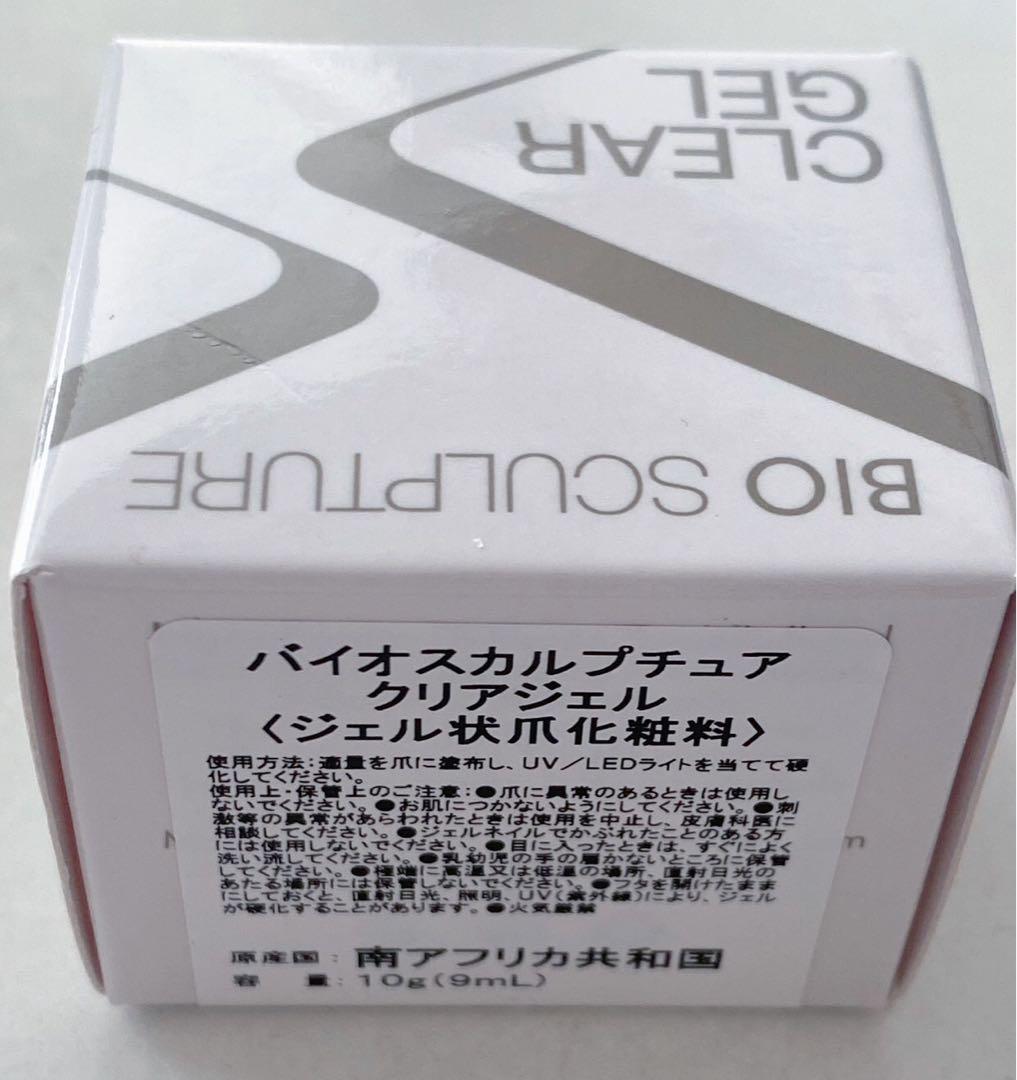 CLEAR
GEL
BIO SCULPTURE
バイオスカルプチュア
クリアジェル
〈ジェル状爪化粧料〉
使用方法：適量を爪に塗布し、UV／LEDライトを当てて硬
化してください。
使用上・保管上のご注意：●爪に異常のあるときは使用し
ないでください。●お肌につかないようにしてください。●刺
激等の異常があらわれたときは使用を中止し、皮膚科医に
相談してください。●ジェルネイルでかぶれたことのある方
には使用しないでください。●目に入ったときは、すぐによく
洗い流してください。●乳幼児の手の届かないところに保管
してください。●極端に高温又は低温の場所、直射日光の
あたる場所には保管しないでください。●フタを開けたまま
にしておくと、直射日光、照明、UV（紫外線）により、ジェル
が硬化することがあります。●火気厳禁
原産国：南アフリカ共和国
容　量：10g（9mL）